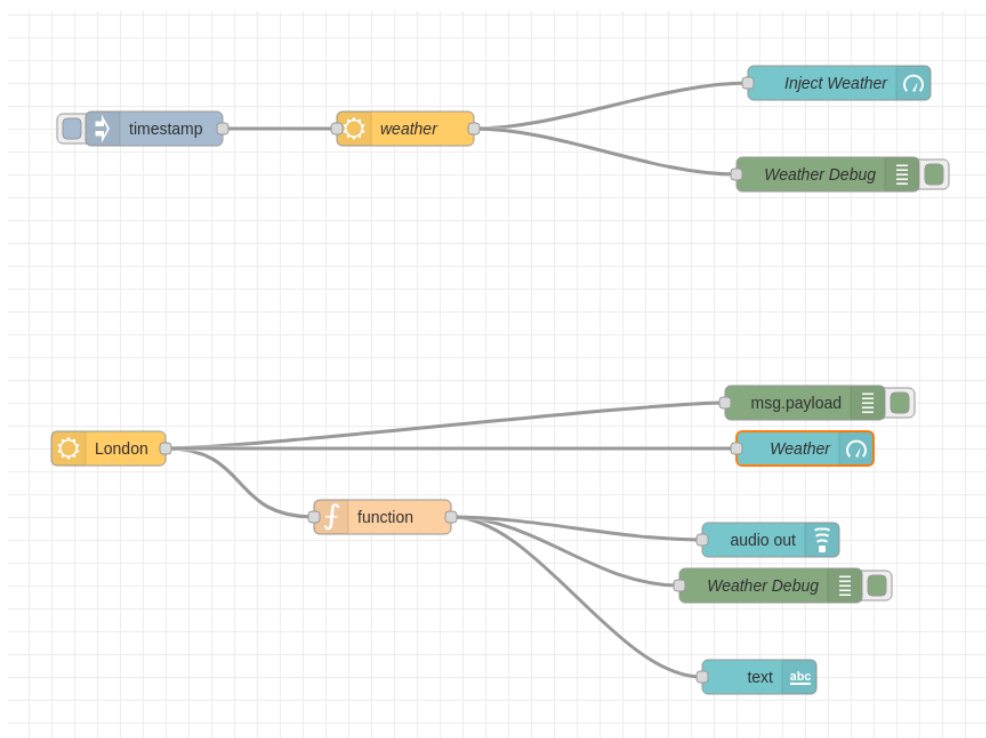 Inject Weather
timestamp
weather
Weather Debug
msg.payload
London
Weather
function
audio out
Weather Debug
text
abc